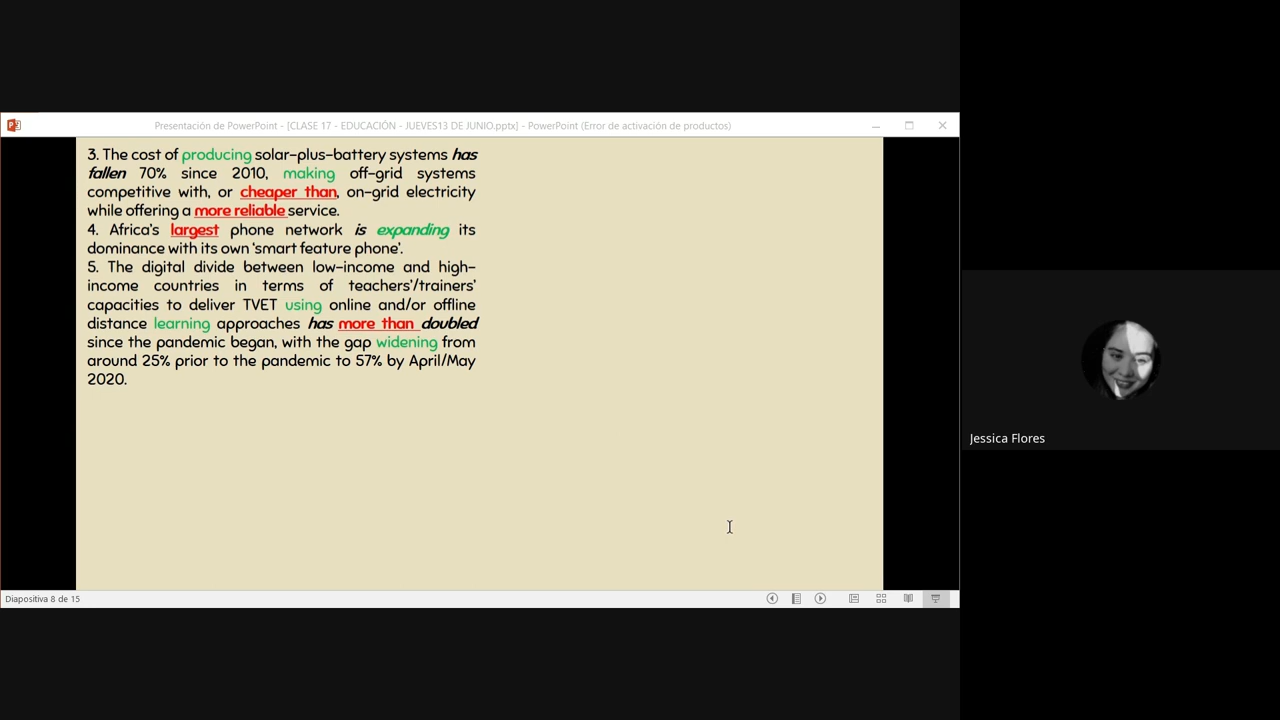 Presentación de PowerPoint - [CLASE 17 - EDUCACIÓN - JUEVES13 DE JUNIO.pptx] - PowerPoint (Error de activación de productos)
3. The cost of producing solar-plus-battery systems has
fallen 70% since 2010, making off-grid systems
competitive with, or cheaper than, on-grid electricity
while offering a more reliable service.
4. Africa's largest phone network is expanding its
dominance with its own 'smart feature phone'.
5. The digital divide between low-income and high-
income countries in terms of teachers'/trainers'
capacities to deliver TVET using online and/or offline
distance learning approaches has more than doubled
since the pandemic began, with the gap widening from
around 25% prior to the pandemic to 57% by April/May
2020.
Jessica Flores
Diapositiva 8 de 15